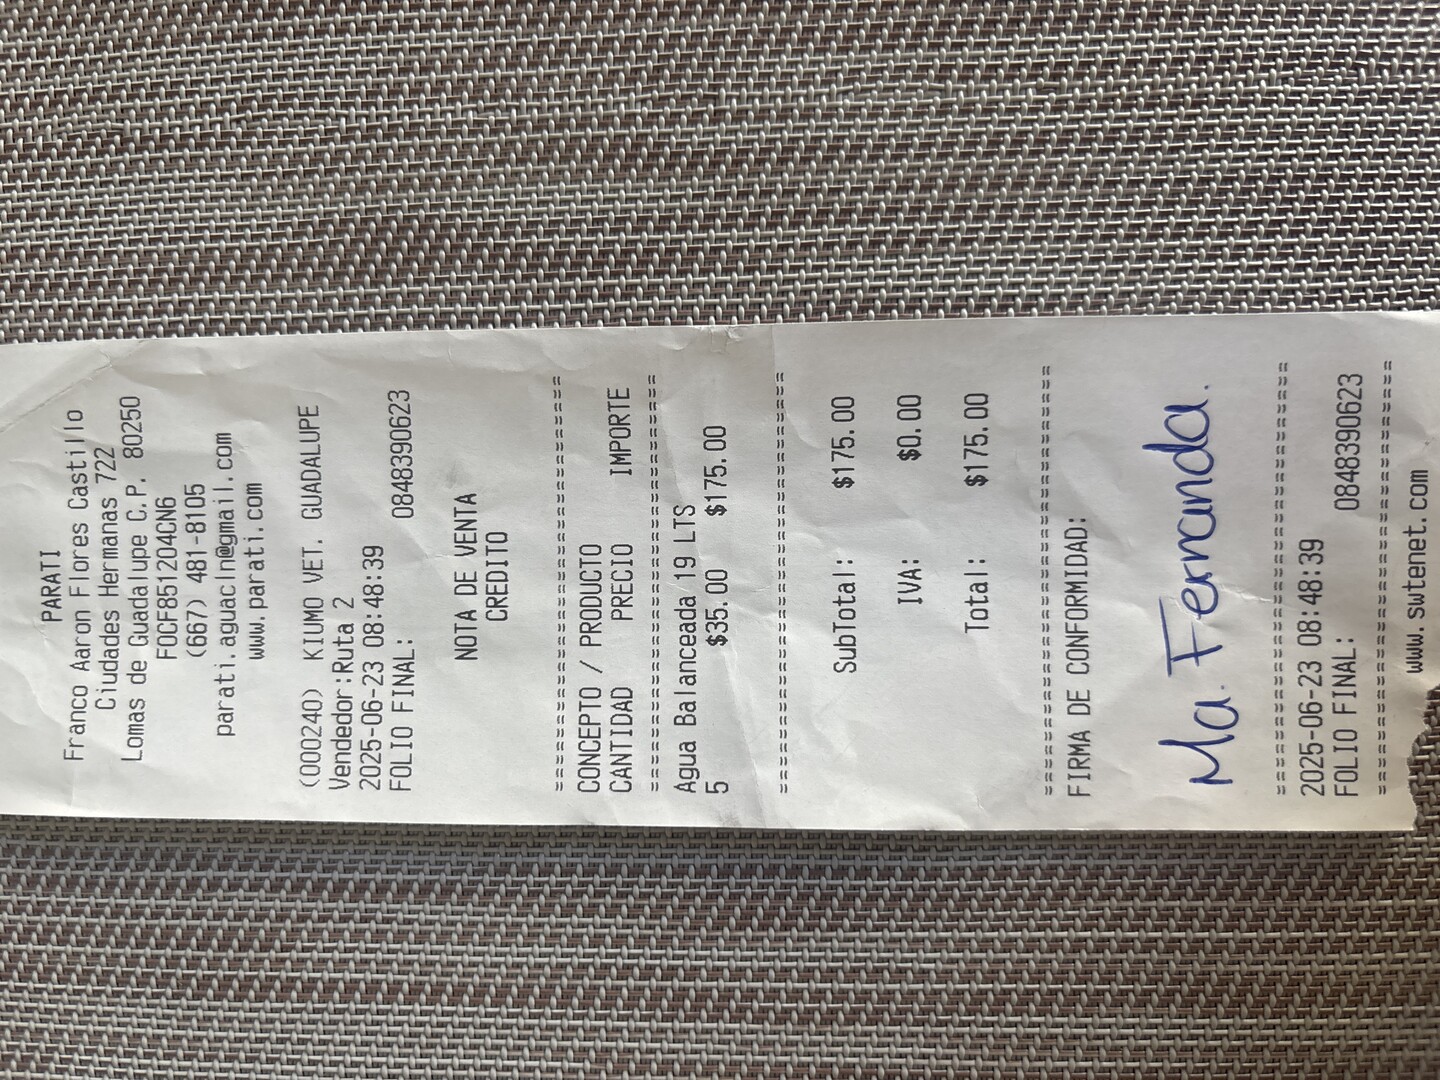 PARATI
Franco Aaron Flores Castillo
Ciudades Hermanas 722
Lomas de Guadalupe C.P. 80250
FOCF851204CN6
(667) 481-8105
parati.aguacln@gmail.com
www.parati.com
(000240) KIUMO VET. GUADALUPE
Vendedor:Ruta 2
2025-06-23 08:48:39
FOLIO FINAL: 0848390623
NOTA DE VENTA
CREDITO
==============================
CONCEPTO / PRODUCTO
CANTIDAD PRECIO IMPORTE
==============================
Agua Balanceada 19 LTS
5 $35.00 $175.00
==============================
SubTotal: $175.00
IVA: $0.00
Total: $175.00
==============================
FIRMA DE CONFORMIDAD:
Ma. Fernanda.
==============================
2025-06-23 08:48:39
FOLIO FINAL: 0848390623
==============================
www.swtenet.com